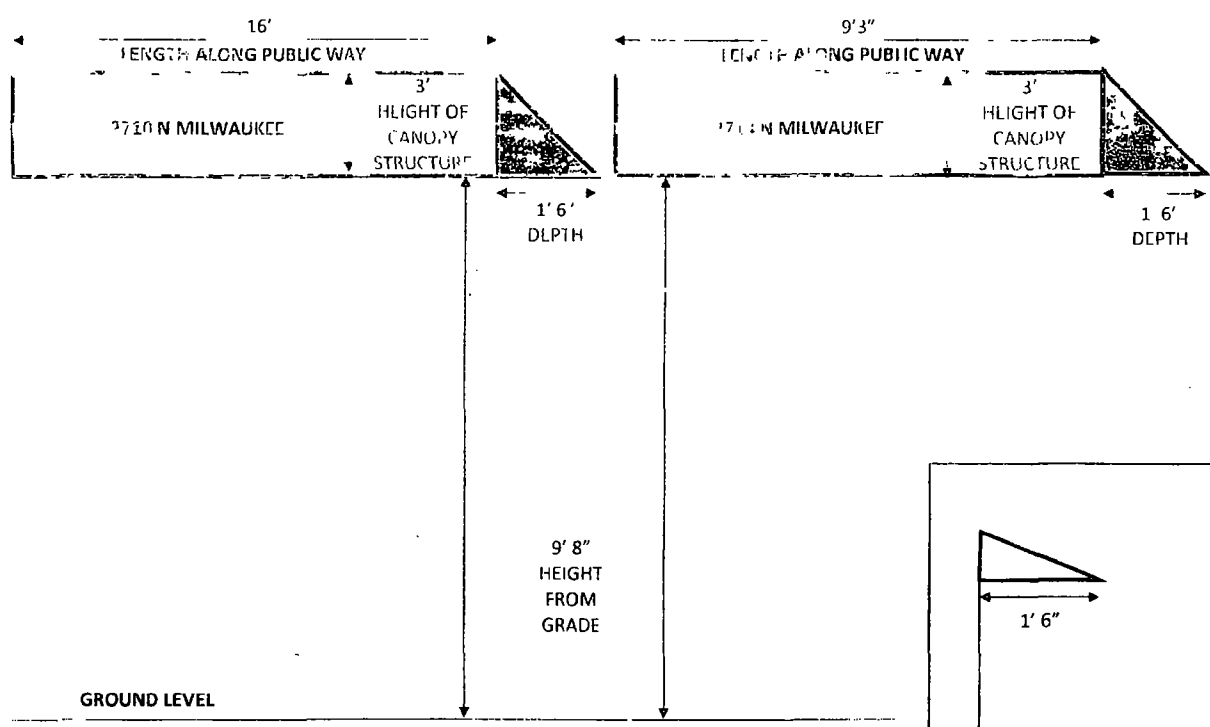 16'
LENGTH ALONG PUBLIC WAY
3'
HEIGHT OF
CANOPY
STRUCTURE
N MILWAUKEE
1' 6'
DEPTH
9'3"
LENGTH ALONG PUBLIC WAY
3'
HEIGHT OF
CANOPY
STRUCTURE
N MILWAUKEE
1 6'
DEPTH
9' 8"
HEIGHT
FROM
GRADE
1' 6"
GROUND LEVEL